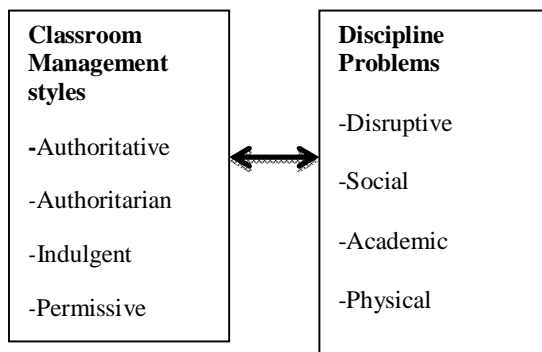 Classroom
Management
styles
-Authoritative
-Authoritarian
-Indulgent
-Permissive
Discipline
Problems
-Disruptive
-Social
-Academic
-Physical